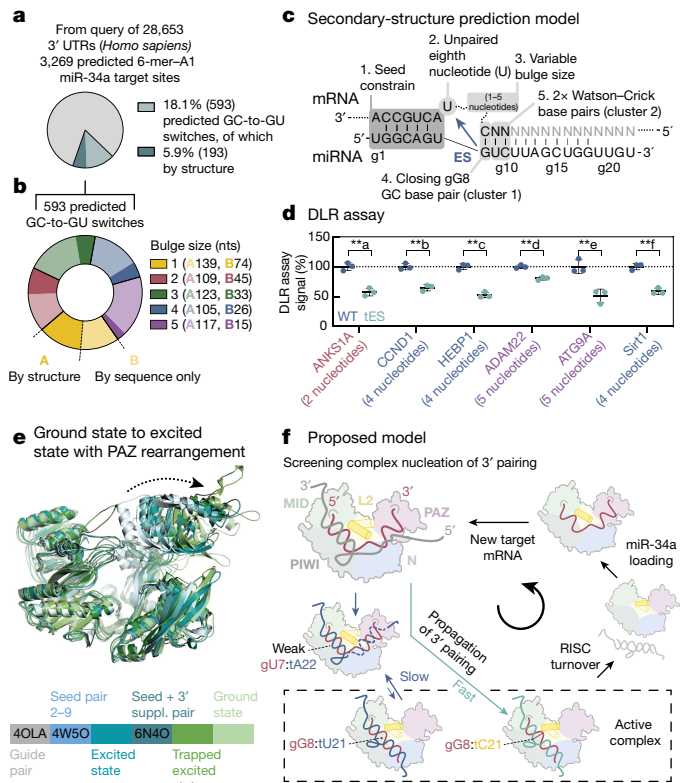 a
From query of 28,653
3′ UTRs (Homo sapiens)
3,269 predicted 6-mer–A1
miR-34a target sites
18.1% (593)
predicted GC-to-GU
switches, of which
5.9% (193)
by structure
b
593 predicted
GC-to-GU switches
Bulge size (nts)
1 (A139, B74)
2 (A109, B45)
3 (A123, B33)
4 (A105, B26)
5 (A117, B15)
A
B
By structure
By sequence only
c Secondary-structure prediction model
1. Seed
constrain
2. Unpaired
eighth
nucleotide (U)
3. Variable
bulge size
(1–5
nucleotides)
5. 2× Watson–Crick
base pairs (cluster 2)
mRNA
3′
ACCGUCA
U
CNNNNNNNNNNNNNN
5′
miRNA
5′-
UGGCAGU
ES
GUCUUAGCUGGUUGU-3′
g1
g10
g15
g20
4. Closing gG8
GC base pair (cluster 1)
d DLR assay
DLR assay
signal (%)
150
100
50
0
**a
**b
**c
**d
**e
**f
WT tES
ANKS1A
(2 nucleotides)
CCND1
(4 nucleotides)
HEBP1
(4 nucleotides)
ADAM22
(5 nucleotides)
ATG9A
(5 nucleotides)
Sirt1
(4 nucleotides)
e Ground state to excited
state with PAZ rearrangement
Seed pair
2–9
Seed + 3′
suppl. pair
Ground
state
4OLA
4W5O
6N4O
Guide
pair
Excited
state
Trapped
excited
f Proposed model
Screening complex nucleation of 3′ pairing
3′
MID
5′
L2
3′
PAZ
5′
PIWI
N
New target
mRNA
miR-34a
loading
RISC
turnover
Weak
gU7:tA22
Slow
Propagation
of 3′ pairing
Fast
gG8:tU21
gG8:tC21
Active
complex